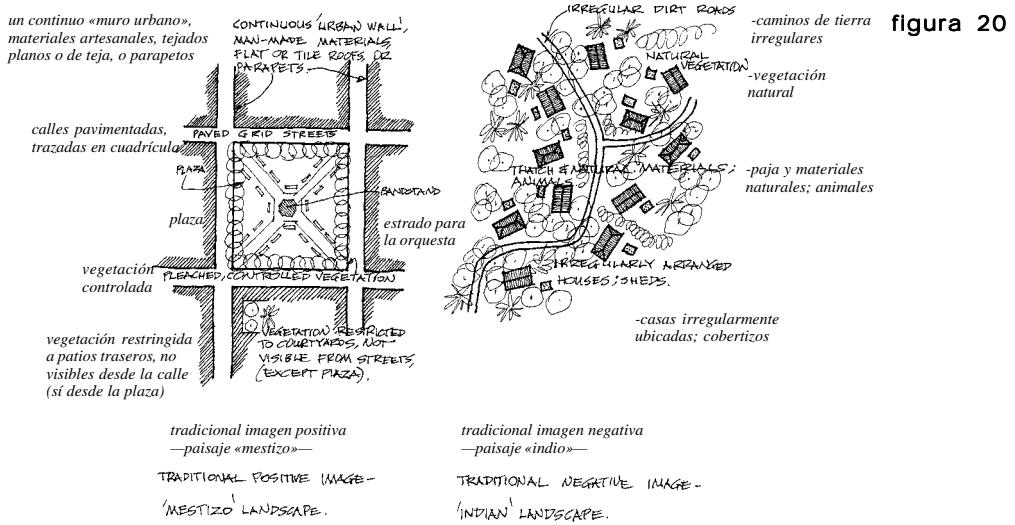 figura 20
un continuo «muro urbano»,
materiales artesanales, tejados
planos o de teja, o parapetos
CONTINUOUS 'URBAN WALL',
MAN-MADE MATERIALS,
FLAT OR TILE ROOFS, OR
PARAPETS.
calles pavimentadas,
trazadas en cuadrícula
PAVED GRID STREETS
PLAZA
plaza
BANDSTAND
estrado para
la orquesta
vegetación
controlada
PLEACHED, CONTROLLED VEGETATION
vegetación restringida
a patios traseros, no
visibles desde la calle
(sí desde la plaza)
VEGETATION RESTRICTED
TO COURTYARDS, NOT
VISIBLE FROM STREETS,
(EXCEPT PLAZA).
tradicional imagen positiva
—paisaje «mestizo»—
TRADITIONAL POSITIVE IMAGE-
'MESTIZO' LANDSCAPE.
IRREGULAR DIRT ROADS
-caminos de tierra
irregulares
NATURAL
VEGETATION
-vegetación
natural
THATCH & NATURAL MATERIALS;
ANIMALS
-paja y materiales
naturales; animales
IRREGULARLY ARRANGED
HOUSES; SHEDS.
-casas irregularmente
ubicadas; cobertizos
tradicional imagen negativa
—paisaje «indio»—
TRADITIONAL NEGATIVE IMAGE-
'INDIAN' LANDSCAPE.